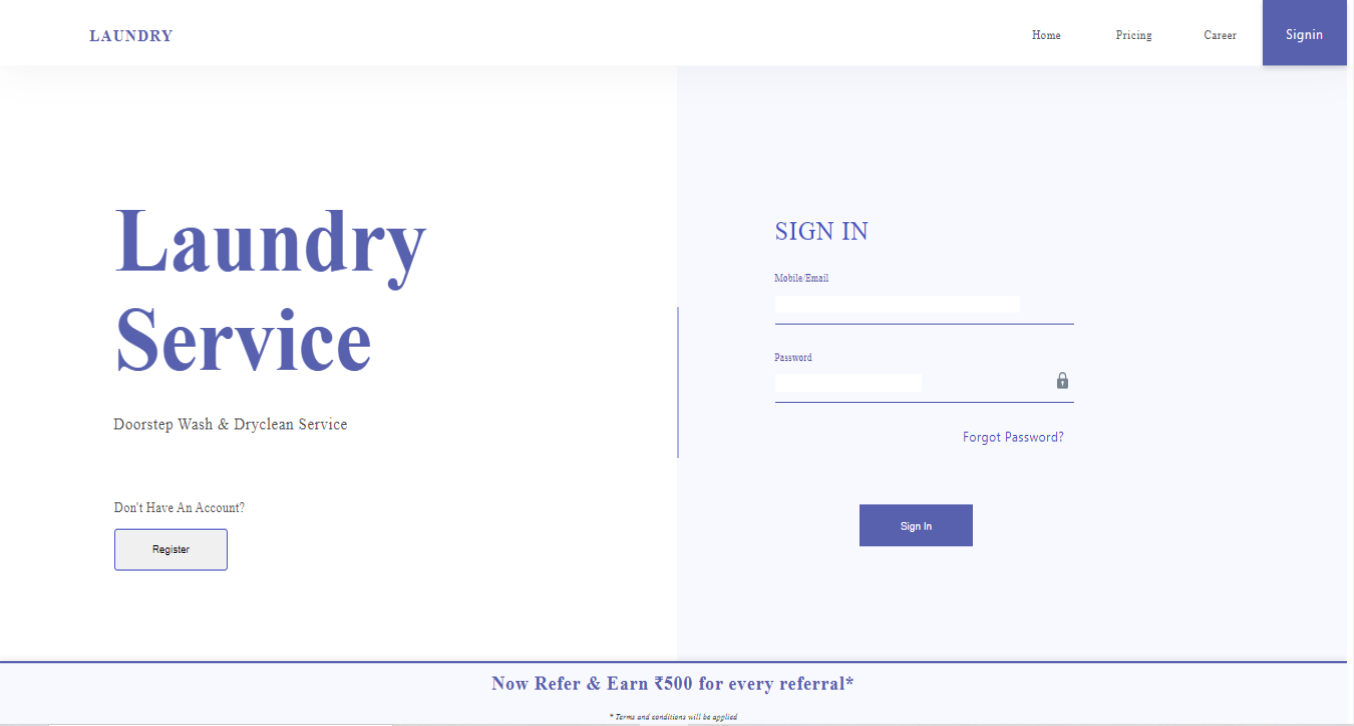 LAUNDRY
Home Pricing Career Signin
Laundry
Service
Doorstep Wash & Dryclean Service
Don't Have An Account?
Register
SIGN IN
Mobile/Email
Password
Forgot Password?
Sign In
Now Refer & Earn ₹500 for every referral*
* Terms and conditions will be applied